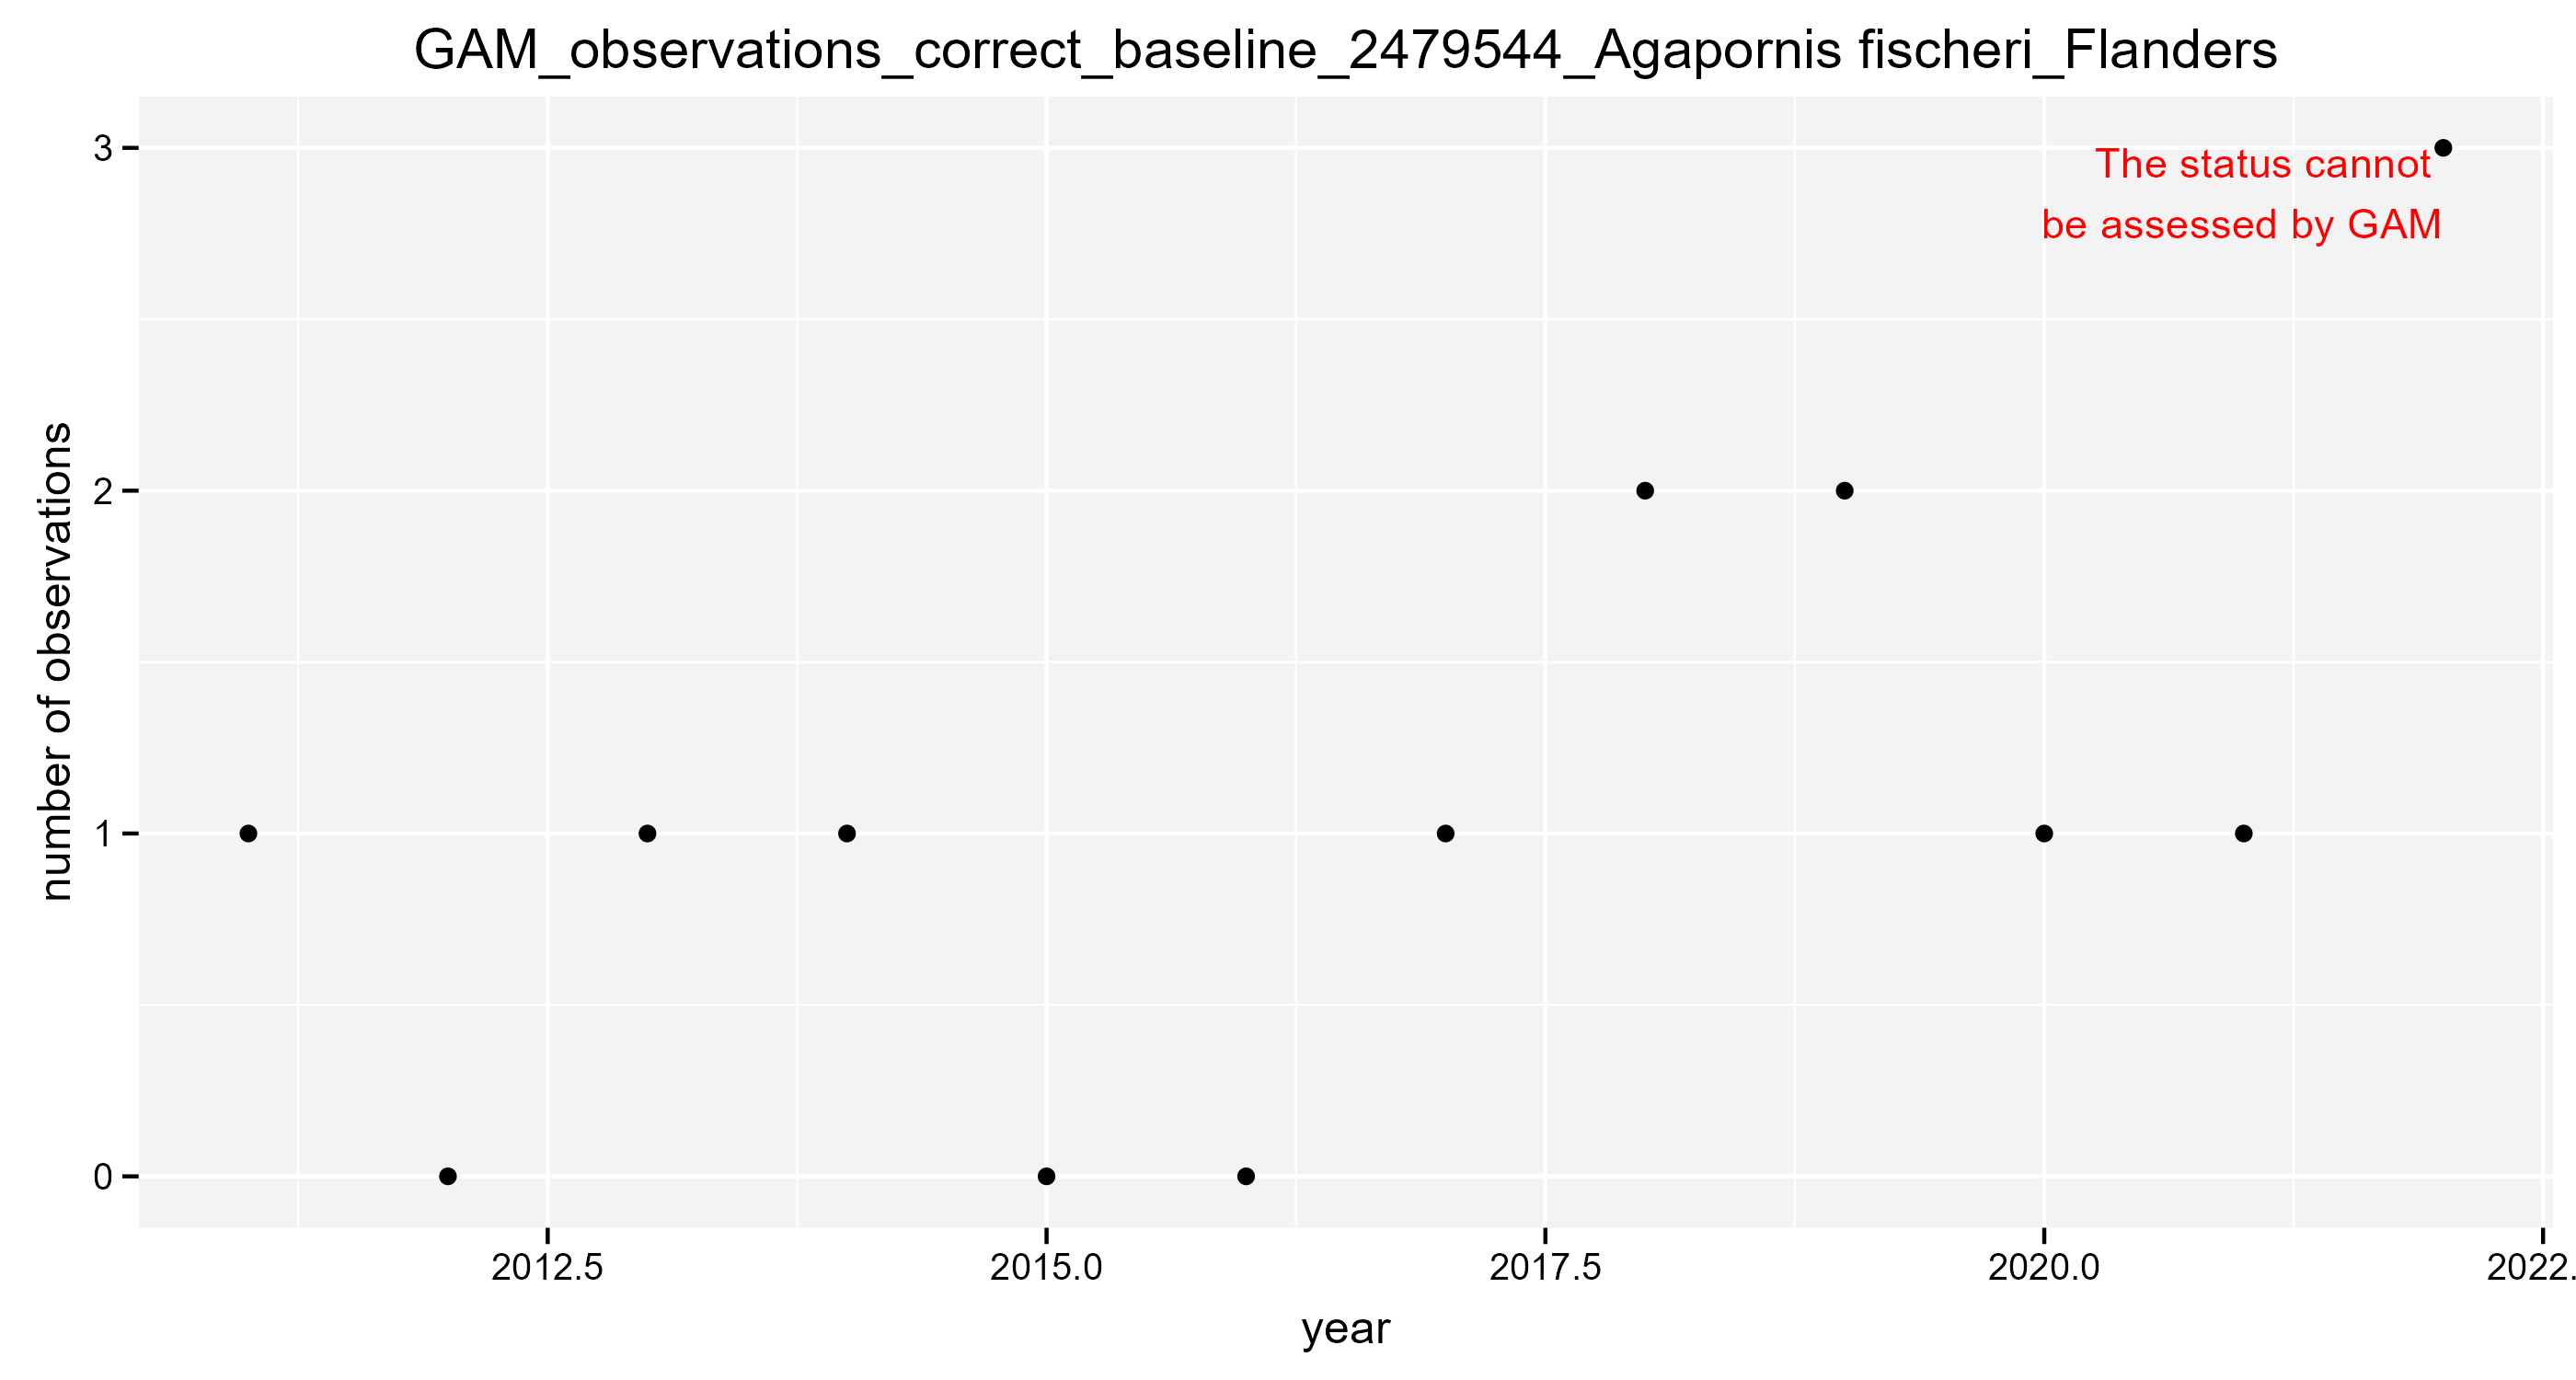 GAM_observations_correct_baseline_2479544_Agapornis fischeri_Flanders
3
The status cannot
be assessed by GAM
2
number of observations
1
0
2012.5
2015.0
2017.5
2020.0
2022.
year